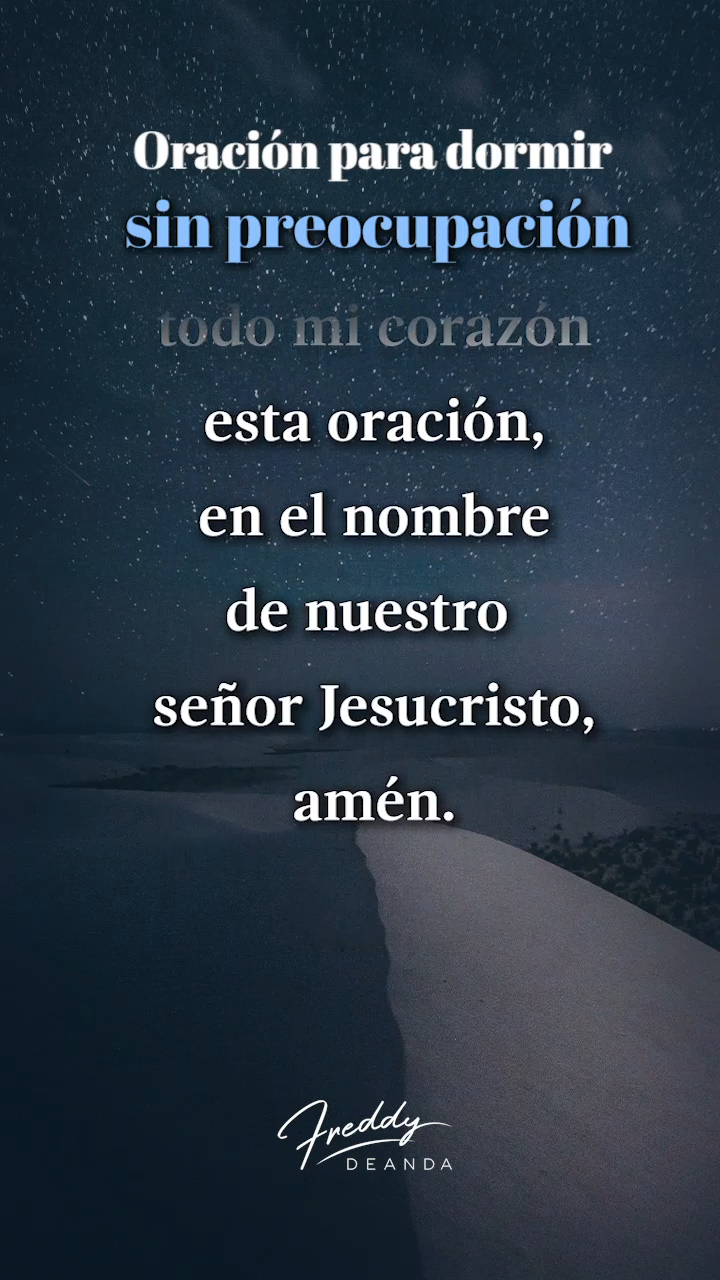 Oración para dormir
sin preocupación
todo mi corazón
esta oración,
en el nombre
de nuestro
señor Jesucristo,
amén.
Freddy
DEANDA